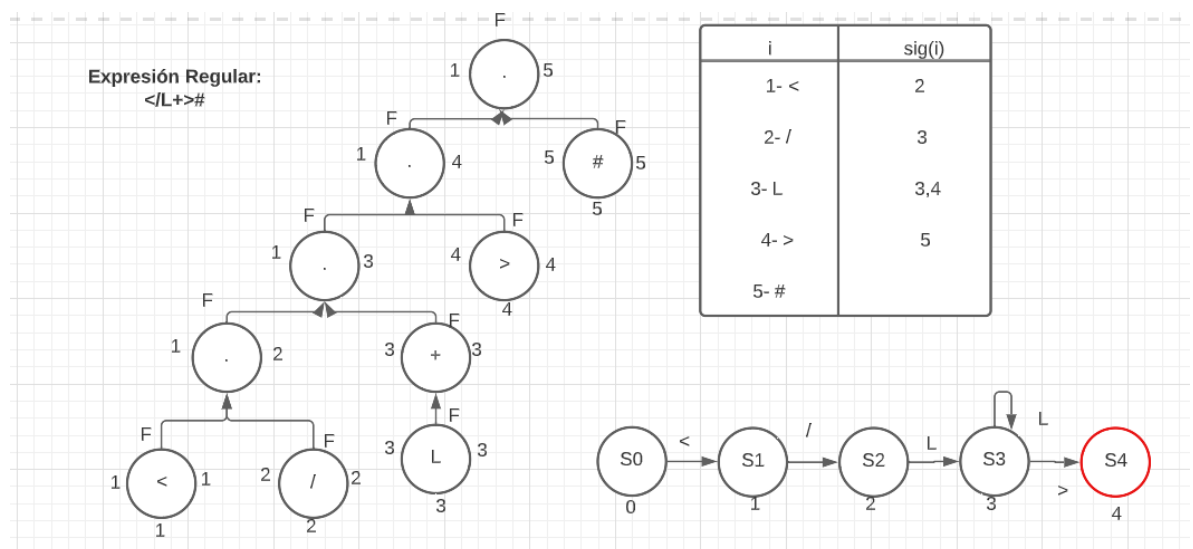 Expresión Regular:
</L+>#
F
1 . 5
F
1 . 4
F
5 # 5
5
F
1 . 3
F
4 > 4
4
F
1 . 2
F
3 + 3
F
1 < 1
1
F
2 / 2
2
F
3 L 3
3
i sig(i)
1- < 2
2- / 3
3- L 3,4
4- > 5
5- #
S0 < S1 / S2 L S3 L > S4
0 1 2 3 4